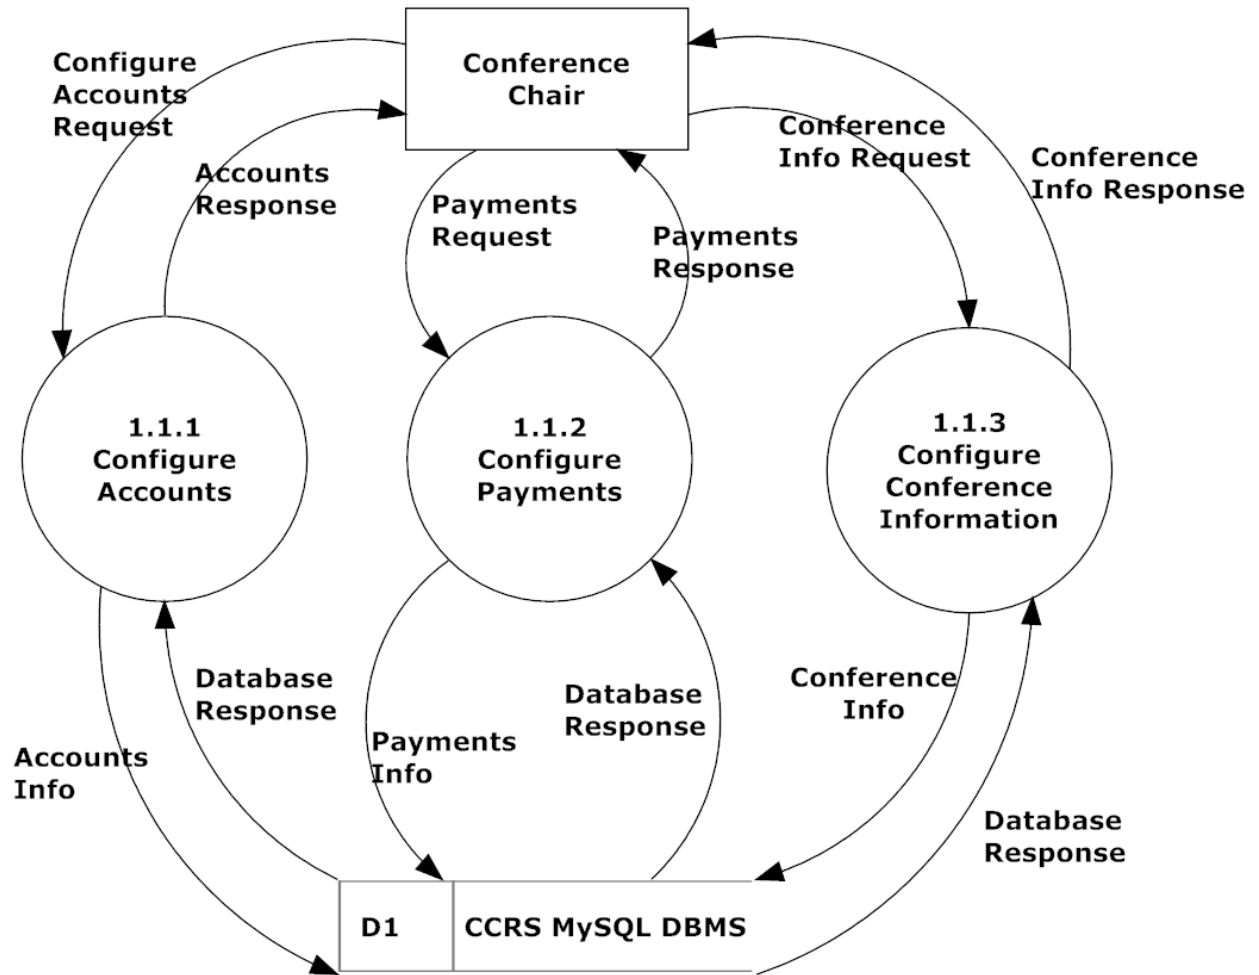 Conference
Chair
Configure
Accounts
Request
Accounts
Response
Payments
Request
Payments
Response
Conference
Info Request
Conference
Info Response
1.1.1
Configure
Accounts
1.1.2
Configure
Payments
1.1.3
Configure
Conference
Information
Accounts
Info
Database
Response
Payments
Info
Database
Response
Conference
Info
Database
Response
D1
CCRS MySQL DBMS